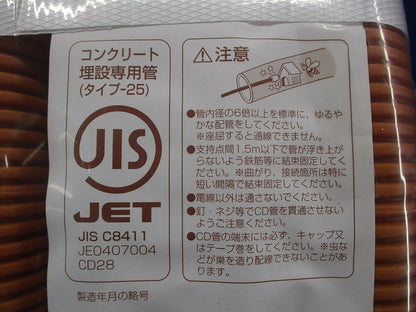 コンクリート
埋設専用管
(タイプ-25)
JIS
JET
JIS C8411
JE0407004
CD28
製造年月の略号
注意
●管内径の6倍以上を標準に、ゆるや
かな配管をしてください。
※座屈すると通線できません。
●支持点間1.5m以下で管が浮き上が
らないよう鉄筋等に結束固定してく
ださい。※曲がり、接続箇所は特に
短い間隔で結束固定してください。
●電線以外は通さないでください。
●釘・ネジ等でCD管を貫通させない
ようご注意ください。
●CD管の端末には必ず、キャップ又は
テープ巻をしてください。※虫な
どが巣を造り配線できないことがあ
ります。